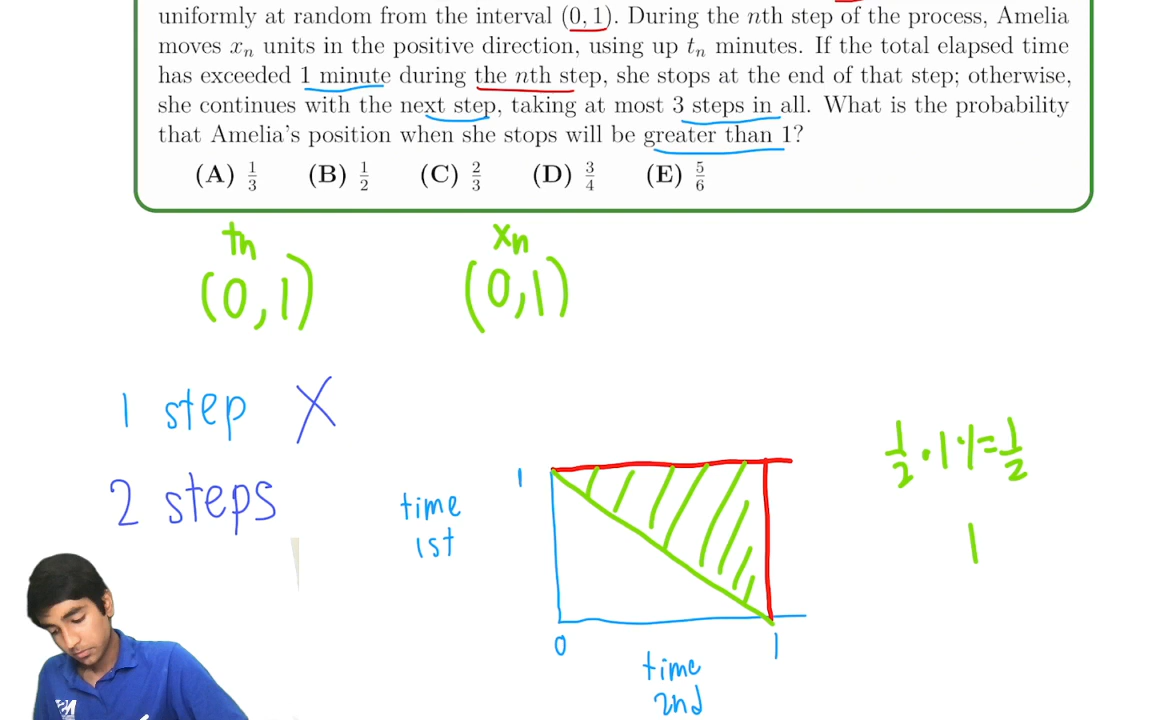 uniformly at random from the interval (0, 1). During the nth step of the process, Amelia
moves xₙ units in the positive direction, using up tₙ minutes. If the total elapsed time
has exceeded 1 minute during the nth step, she stops at the end of that step; otherwise,
she continues with the next step, taking at most 3 steps in all. What is the probability
that Amelia's position when she stops will be greater than 1?
(A) 1/3 (B) 1/2 (C) 2/3 (D) 3/4 (E) 5/6
tn xn
(0,1) (0,1)
1 step X
2 steps
time
1st
1
0 1
time
2nd
1/2 · 1 · 1 = 1/2
1